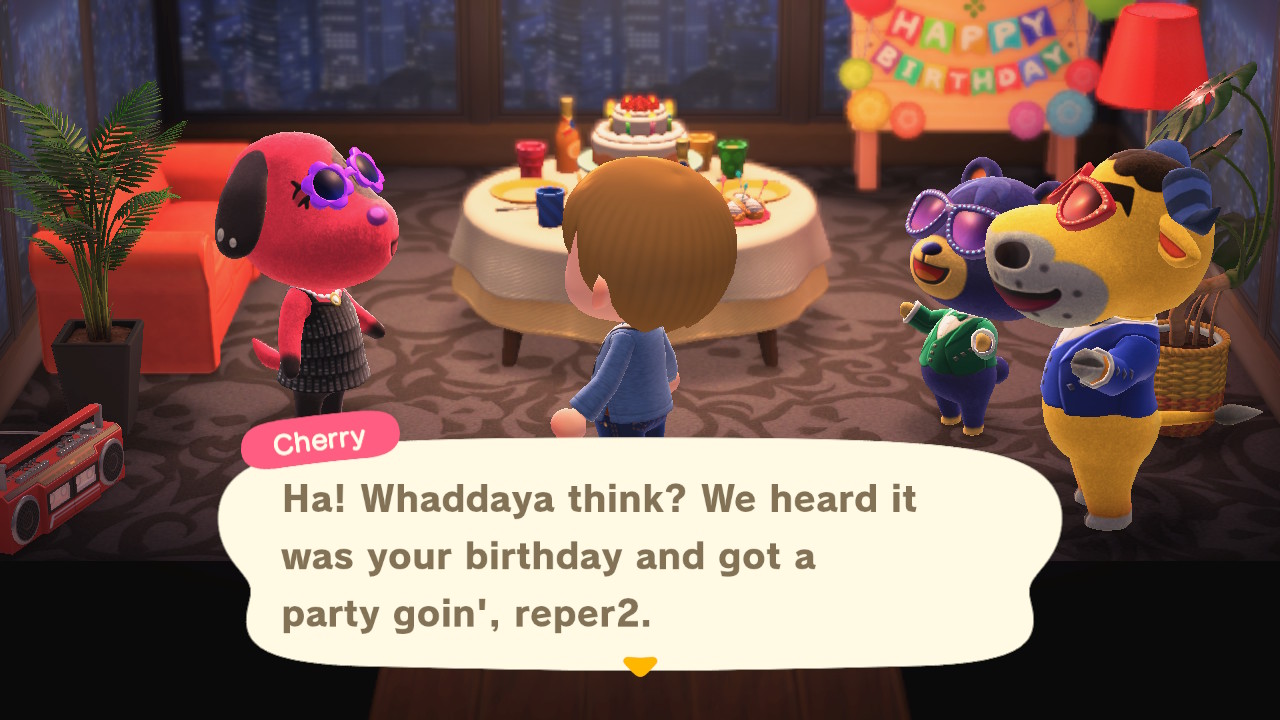 HAPPY
BIRTHDAY
Cherry
Ha! Whaddaya think? We heard it
was your birthday and got a
party goin', reper2.